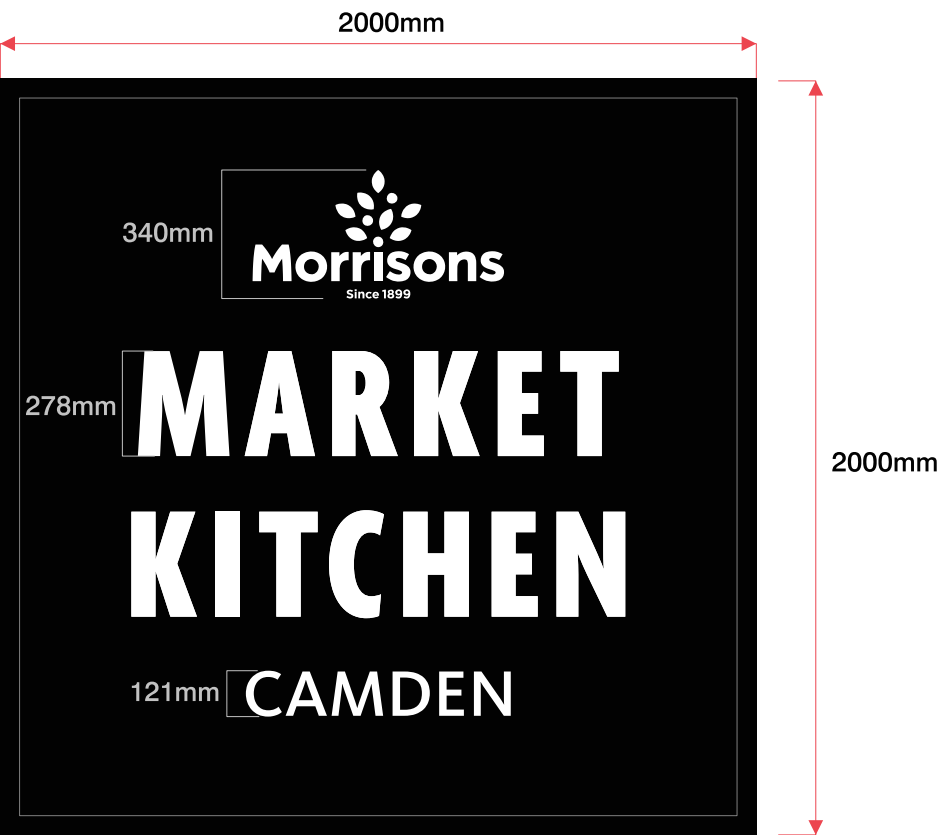 2000mm
340mm
Morrisons
Since 1899
278mm
MARKET
KITCHEN
2000mm
121mm
CAMDEN